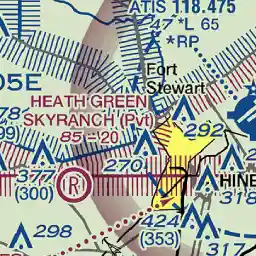 ATIS 118.475
47 *L 65
*RP
05E
Fort
Stewart
HEATH GREEN
SKYRANCH (Pvt)
85 - 20
292
270
377
(300)
R
HINE
318
424
(353)
298
317